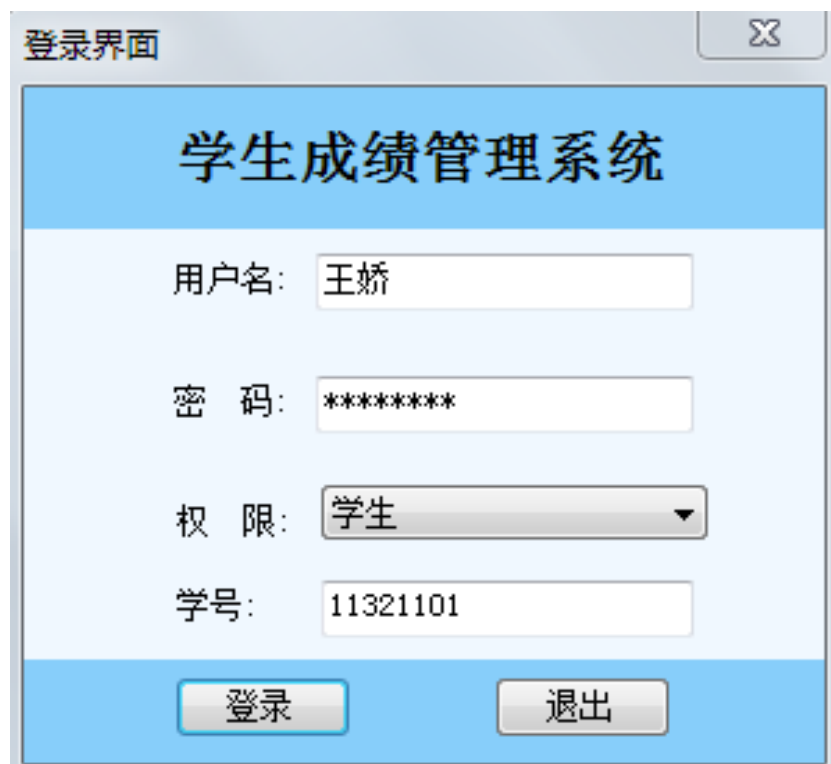 登录界面
学生成绩管理系统
用户名: 王娇
密 码: ********
权 限: 学生
学号: 11321101
登录 退出